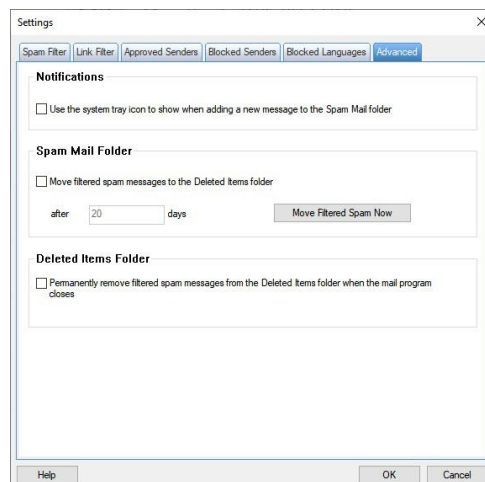 Settings
Spam Filter
Link Filter
Approved Senders
Blocked Senders
Blocked Languages
Advanced
Notifications
Use the system tray icon to show when adding a new message to the Spam Mail folder
Spam Mail Folder
Move filtered spam messages to the Deleted Items folder
after 20 days
Move Filtered Spam Now
Deleted Items Folder
Permanently remove filtered spam messages from the Deleted Items folder when the mail program
closes
Help
OK
Cancel